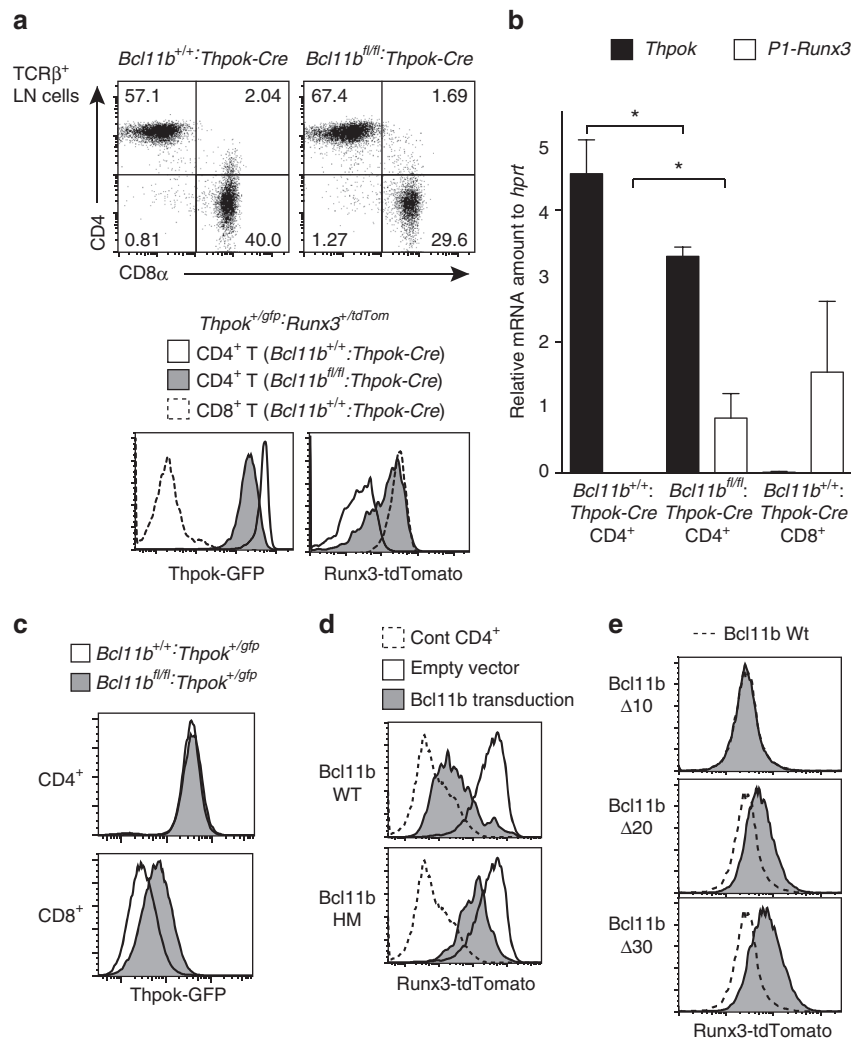 a
Bcl11b+/+:Thpok-Cre Bcl11bfl/fl:Thpok-Cre
TCRβ+
LN cells
57.1 2.04 67.4 1.69
0.81 40.0 1.27 29.6
CD4
CD8α
Thpok+/gfp:Runx3+/tdTom
CD4+ T (Bcl11b+/+:Thpok-Cre)
CD4+ T (Bcl11bfl/fl:Thpok-Cre)
CD8+ T (Bcl11b+/+:Thpok-Cre)
Thpok-GFP Runx3-tdTomato
b
Thpok P1-Runx3
Relative mRNA amount to hprt
5
4
3
2
1
0
* *
Bcl11b+/+: Bcl11bfl/fl: Bcl11b+/+:
Thpok-Cre Thpok-Cre Thpok-Cre
CD4+ CD4+ CD8+
c
Bcl11b+/+:Thpok+/gfp
Bcl11bfl/fl:Thpok+/gfp
CD4+
CD8+
Thpok-GFP
d
Cont CD4+
Empty vector
Bcl11b transduction
Bcl11b
WT
Bcl11b
HM
Runx3-tdTomato
e
Bcl11b Wt
Bcl11b
Δ10
Bcl11b
Δ20
Bcl11b
Δ30
Runx3-tdTomato